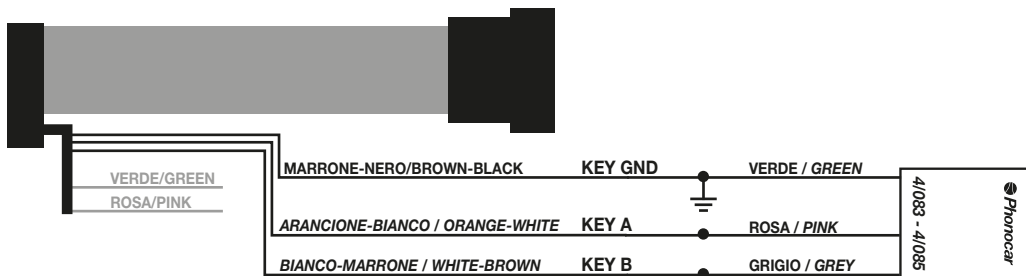 MARRONE-NERO/BROWN-BLACK KEY GND VERDE / GREEN
VERDE/GREEN
ROSA/PINK
ARANCIONE-BIANCO / ORANGE-WHITE KEY A ROSA / PINK
BIANCO-MARRONE / WHITE-BROWN KEY B GRIGIO / GREY
4/083 - 4/085
Phonocar